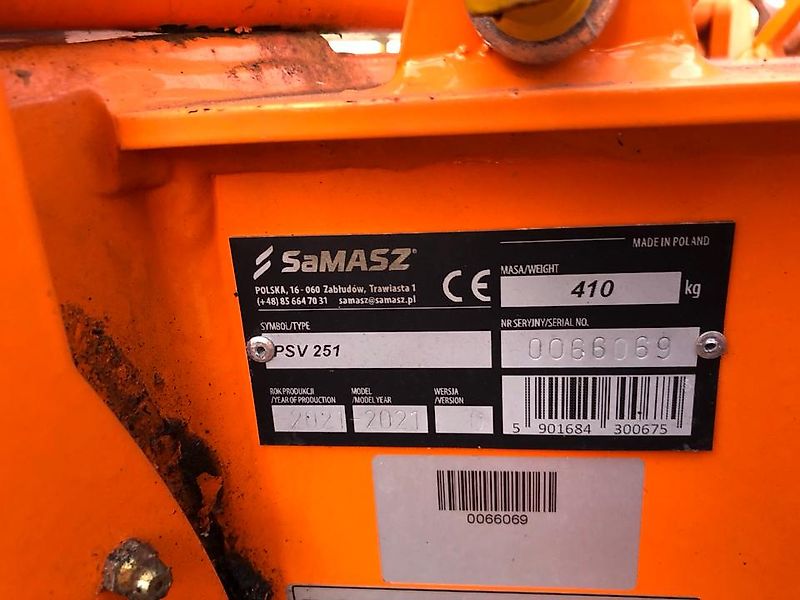 SaMASZ®
MADE IN POLAND
POLSKA, 16 - 060 Zabłudów, Trawiasta 1
(+48) 85 664 70 31 samasz@samasz.pl
CE
MASA/WEIGHT
410 kg
SYMBOL/TYPE
PSV 251
NR SERYJNY/SERIAL NO.
0066069
ROK PRODUKCJI
/YEAR OF PRODUCTION
2021
MODEL
/MODEL YEAR
2021
WERSJA
/VERSION
5 901684 300675
0066069